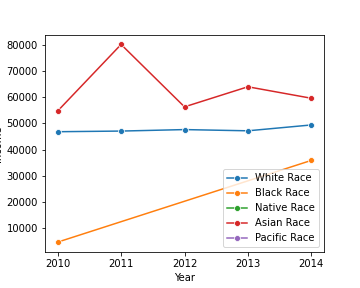 80000
70000
60000
50000
40000
30000
20000
10000
2010 2011 2012 2013 2014
Year
White Race
Black Race
Native Race
Asian Race
Pacific Race